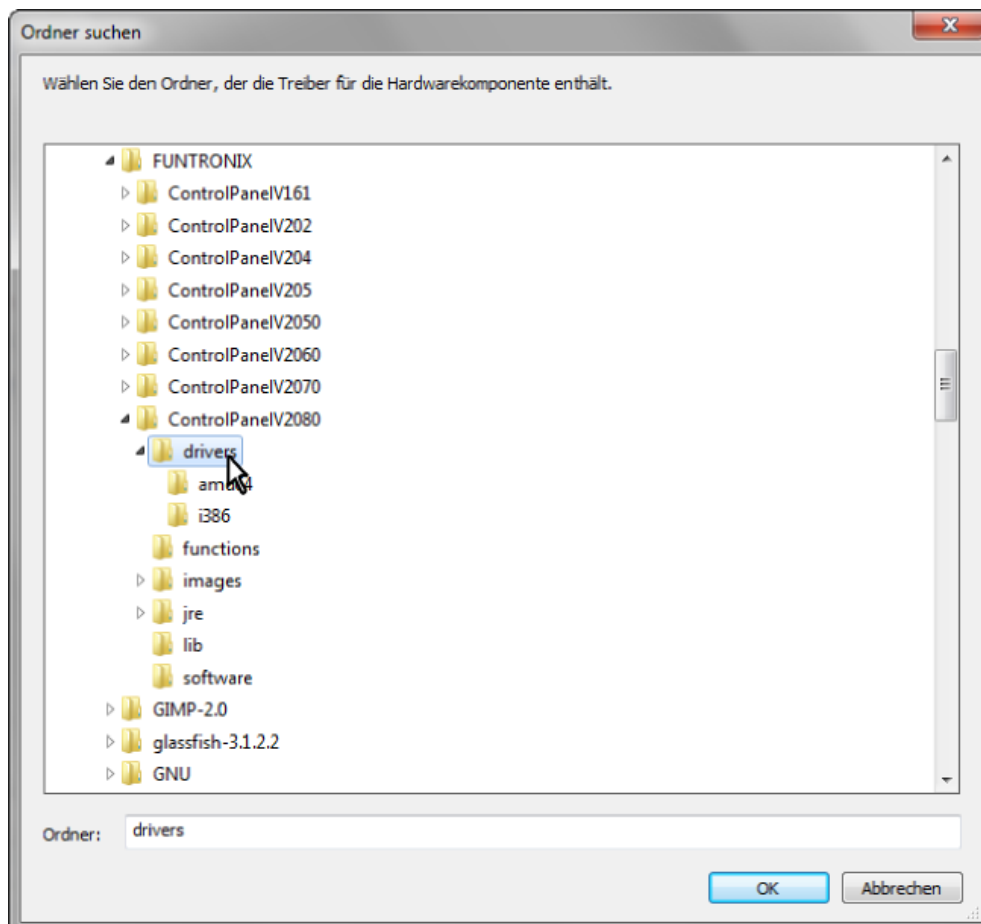 Ordner suchen
Wählen Sie den Ordner, der die Treiber für die Hardwarekomponente enthält.
FUNTRONIX
ControlPanelV161
ControlPanelV202
ControlPanelV204
ControlPanelV205
ControlPanelV2050
ControlPanelV2060
ControlPanelV2070
ControlPanelV2080
drivers
i386
functions
images
jre
lib
software
GIMP-2.0
glassfish-3.1.2.2
GNU
Ordner: drivers
OK Abbrechen